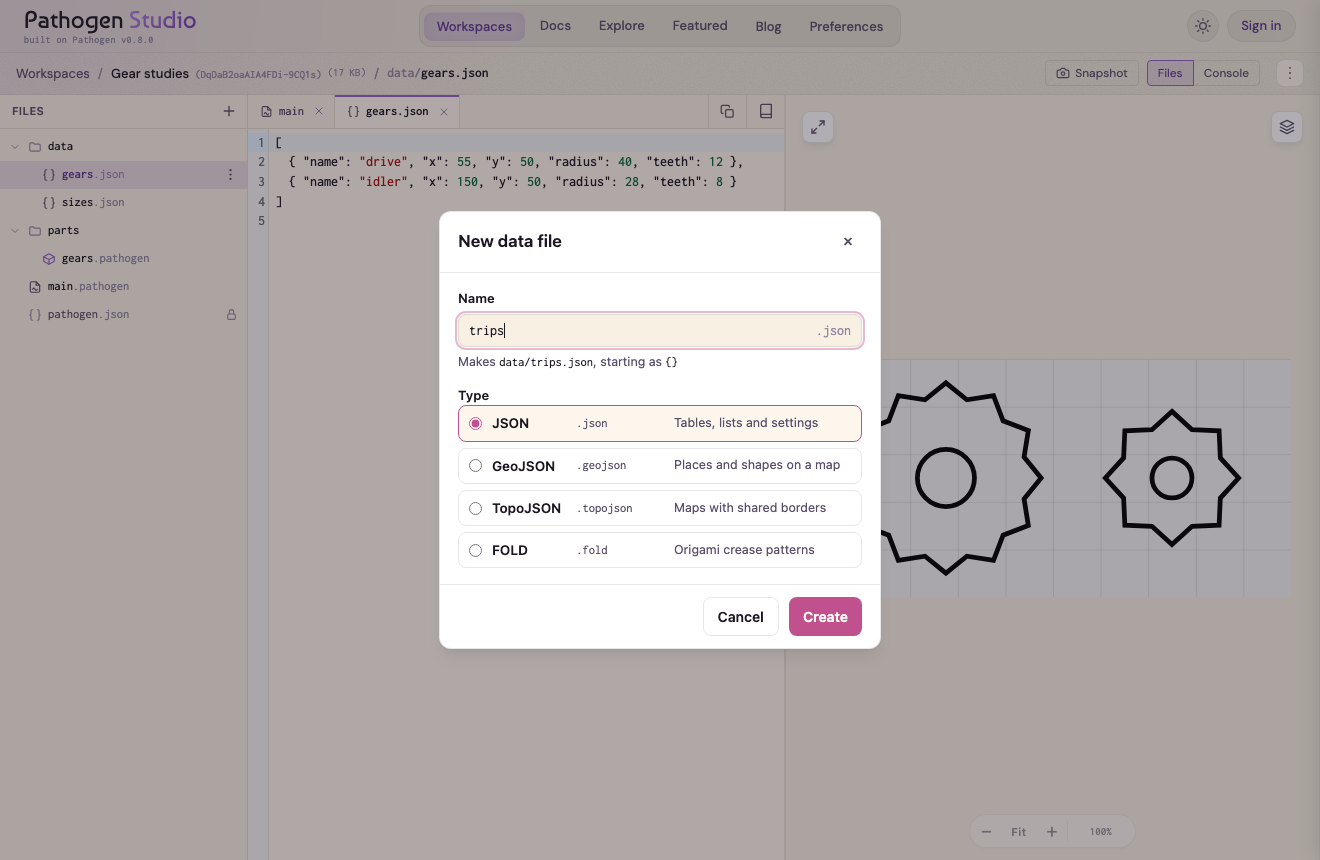 Pathogen Studio
built on Pathogen v0.8.0
Workspaces Docs Explore Featured Blog Preferences
Sign in
Workspaces / Gear studies (DqDaB2oaAIA4FDi-9CQ1s) (17 KB) / data/gears.json
Snapshot Files Console
FILES
main
{} gears.json
data
{} gears.json
{} sizes.json
parts
gears.pathogen
main.pathogen
{} pathogen.json
1 [
2 { "name": "drive", "x": 55, "y": 50, "radius": 40, "teeth": 12 },
3 { "name": "idler", "x": 150, "y": 50, "radius": 28, "teeth": 8 }
4 ]
5
New data file
Name
trips .json
Makes data/trips.json, starting as {}
Type
JSON .json Tables, lists and settings
GeoJSON .geojson Places and shapes on a map
TopoJSON .topojson Maps with shared borders
FOLD .fold Origami crease patterns
Cancel Create
Fit 100%